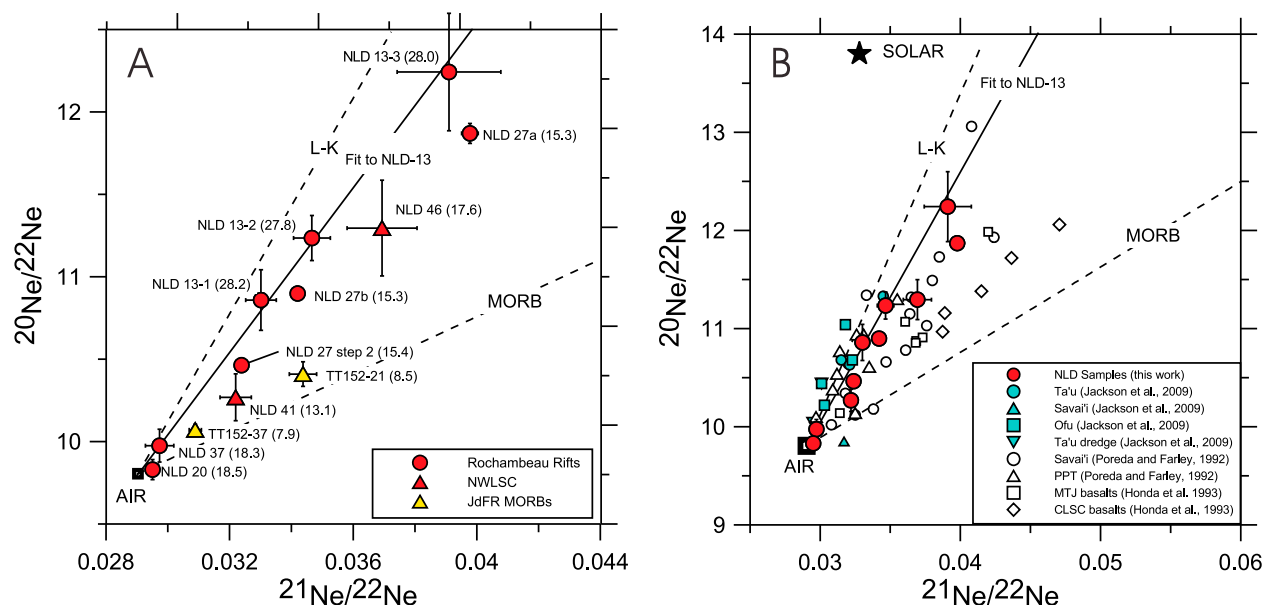 A
NLD 13-3 (28.0)
NLD 27a (15.3)
L-K
Fit to NLD-13
NLD 46 (17.6)
NLD 13-2 (27.8)
NLD 13-1 (28.2)
NLD 27b (15.3)
MORB
NLD 27 step 2 (15.4)
TT152-21 (8.5)
NLD 41 (13.1)
TT152-37 (7.9)
NLD 37 (18.3)
NLD 20 (18.5)
AIR
Rochambeau Rifts
NWLSC
JdFR MORBs
12
11
10
20Ne/22Ne
0.028
0.032
0.036
0.04
0.044
21Ne/22Ne
B
SOLAR
Fit to NLD-13
L-K
MORB
AIR
NLD Samples (this work)
Ta'u (Jackson et al., 2009)
Savai'i (Jackson et al., 2009)
Ofu (Jackson et al., 2009)
Ta'u dredge (Jackson et al., 2009)
Savai'i (Poreda and Farley, 1992)
PPT (Poreda and Farley, 1992)
MTJ basalts (Honda et al. 1993)
CLSC basalts (Honda et al., 1993)
14
13
12
11
10
9
20Ne/22Ne
0.03
0.04
0.05
0.06
21Ne/22Ne